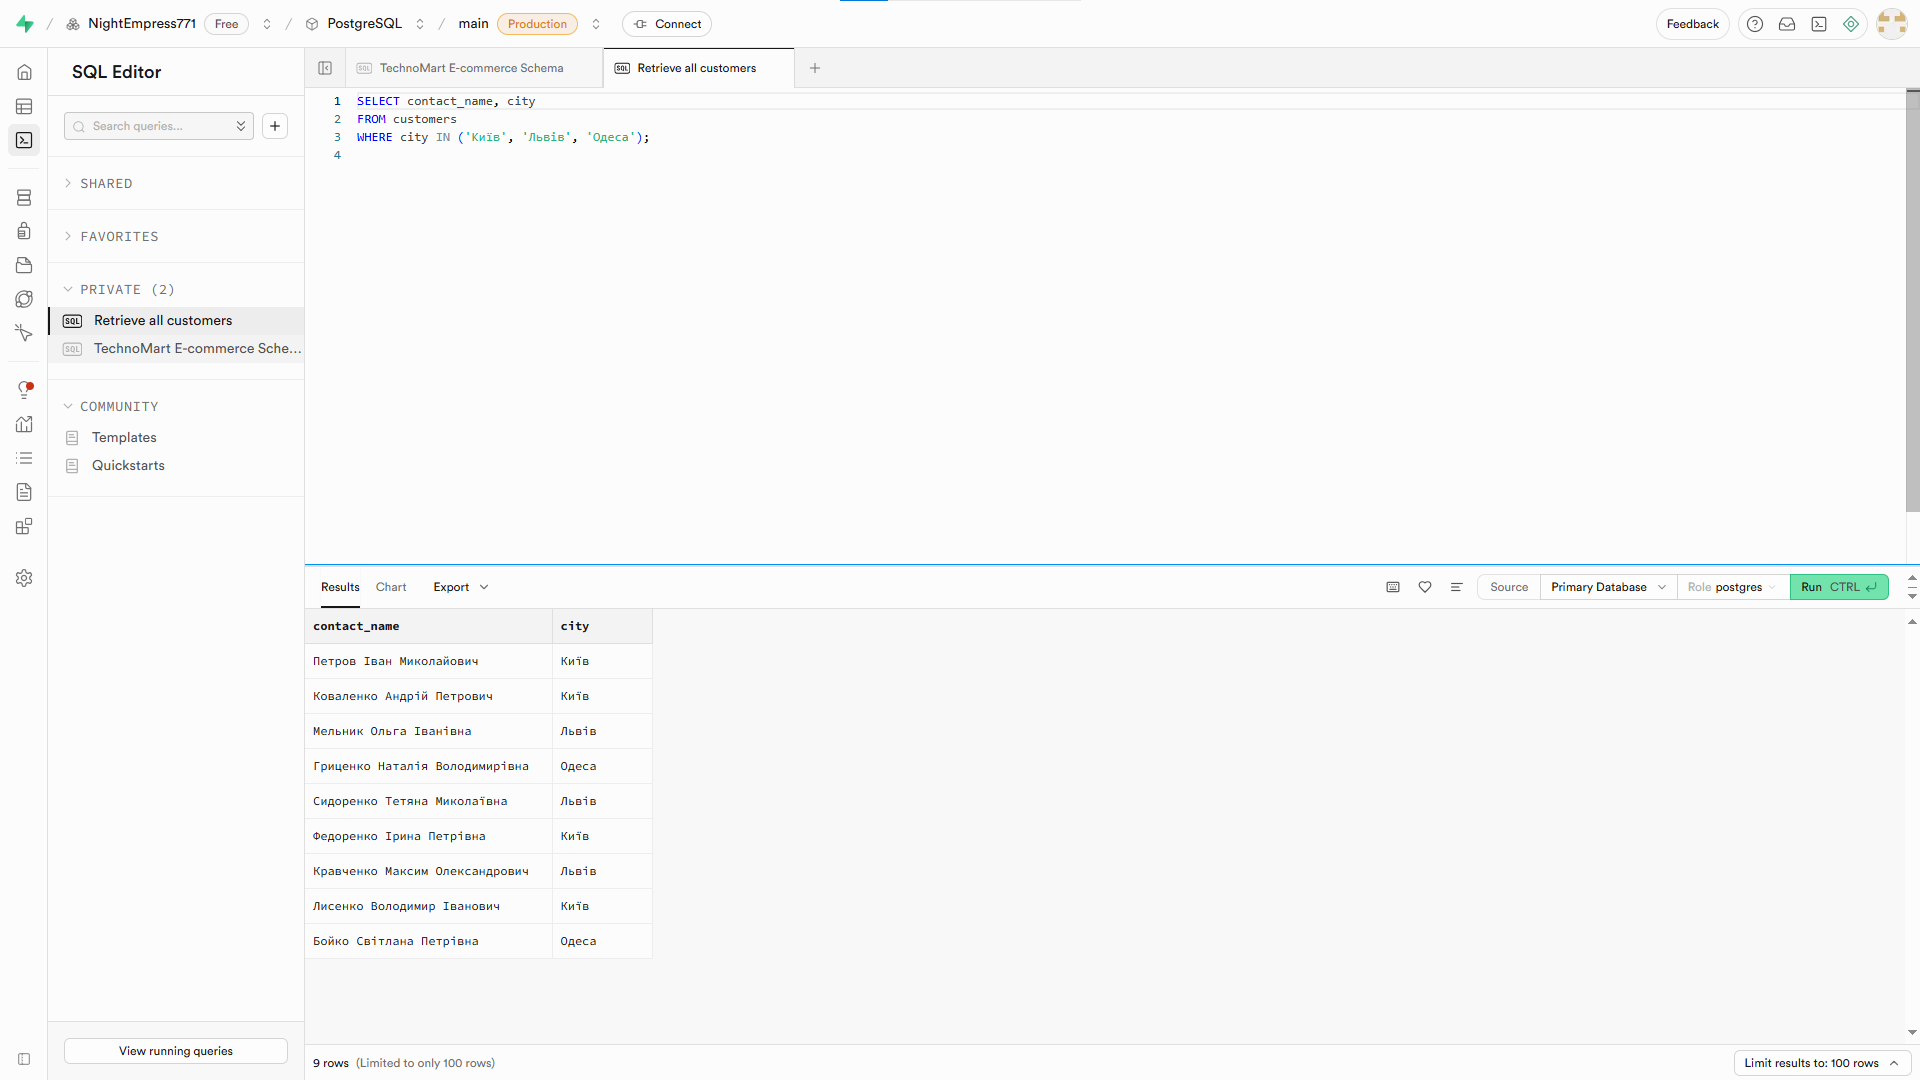 / NightEmpress771 Free / PostgreSQL / main Production Connect Feedback
SQL Editor
SQL TechnoMart E-commerce Schema SQL Retrieve all customers +
Search queries... +
SHARED
FAVORITES
PRIVATE (2)
SQL Retrieve all customers
SQL TechnoMart E-commerce Sche...
COMMUNITY
Templates
Quickstarts
View running queries
1 SELECT contact_name, city
2 FROM customers
3 WHERE city IN ('Київ', 'Львів', 'Одеса');
4
Results Chart Export Source Primary Database Role postgres Run CTRL
contact_name city
Петров Іван Миколайович Київ
Коваленко Андрій Петрович Київ
Мельник Ольга Іванівна Львів
Гриценко Наталія Володимирівна Одеса
Сидоренко Тетяна Миколаївна Львів
Федоренко Ірина Петрівна Київ
Кравченко Максим Олександрович Львів
Лисенко Володимир Іванович Київ
Бойко Світлана Петрівна Одеса
9 rows (Limited to only 100 rows) Limit results to: 100 rows